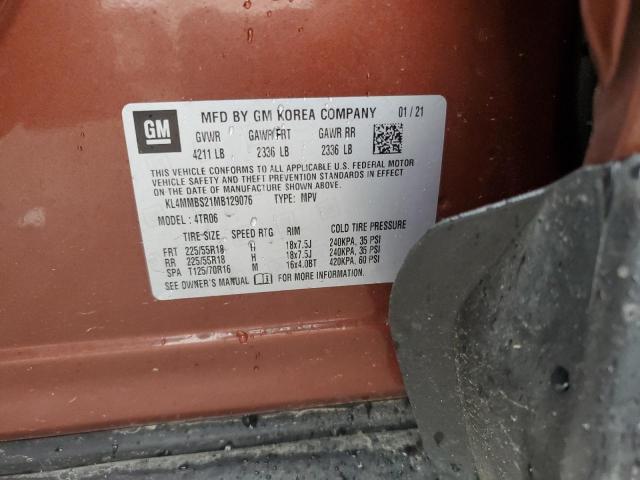 GM
MFD BY GM KOREA COMPANY 01/21
GVWR GAWR FRT GAWR RR
4211 LB 2336 LB 2336 LB
THIS VEHICLE CONFORMS TO ALL APPLICABLE U.S. FEDERAL MOTOR
VEHICLE SAFETY AND THEFT PREVENTION STANDARDS IN EFFECT
ON THE DATE OF MANUFACTURE SHOWN ABOVE.
KL4MMBS21MB129076 TYPE: MPV
MODEL: 4TR06
TIRE SIZE SPEED RTG RIM COLD TIRE PRESSURE
FRT 225/55R18 H 18x7.5J 240KPA, 35 PSI
RR 225/55R18 H 18x7.5J 240KPA, 35 PSI
SPA T125/70R16 M 16x4.0BT 420KPA, 60 PSI
SEE OWNER'S MANUAL FOR MORE INFORMATION.